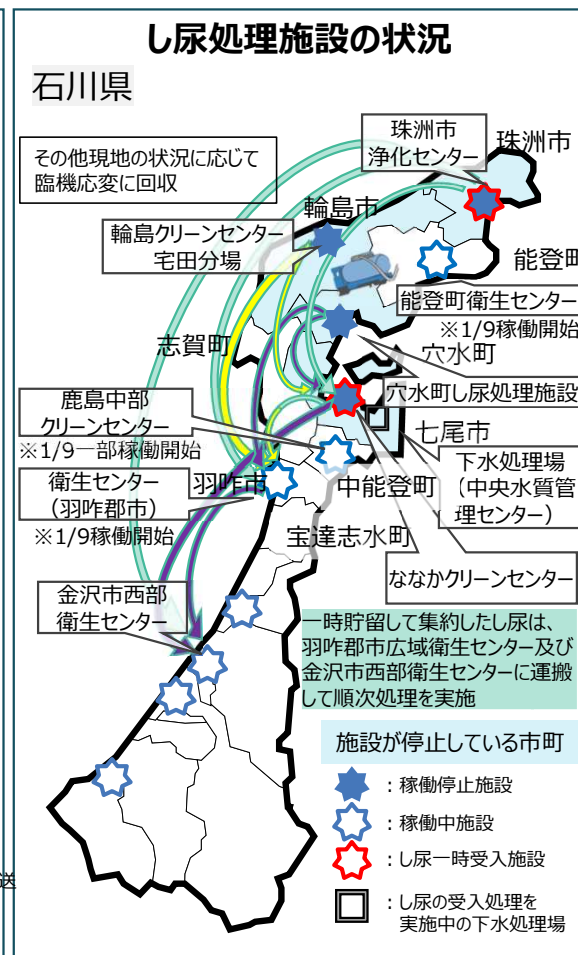 し尿処理施設の状況
石川県
珠洲市
浄化センター
珠洲市
その他現地の状況に応じて
臨機応変に回収
輪島市
輪島クリーンセンター
宅田分場
能登町
能登町衛生センター
※1/9稼働開始
志賀町
穴水町
穴水町し尿処理施設
鹿島中部
クリーンセンター
※1/9一部稼働開始
七尾市
下水処理場
（中央水質管
理センター）
衛生センター
（羽咋郡市）
※1/9稼働開始
羽咋市
中能登町
宝達志水町
ななかクリーンセンター
金沢市西部
衛生センター
一時貯留して集約したし尿は、
羽咋郡市広域衛生センター及び
金沢市西部衛生センターに運搬
して順次処理を実施
施設が停止している市町
：稼働停止施設
：稼働中施設
：し尿一時受入施設
：し尿の受入処理を
実施中の下水処理場
送